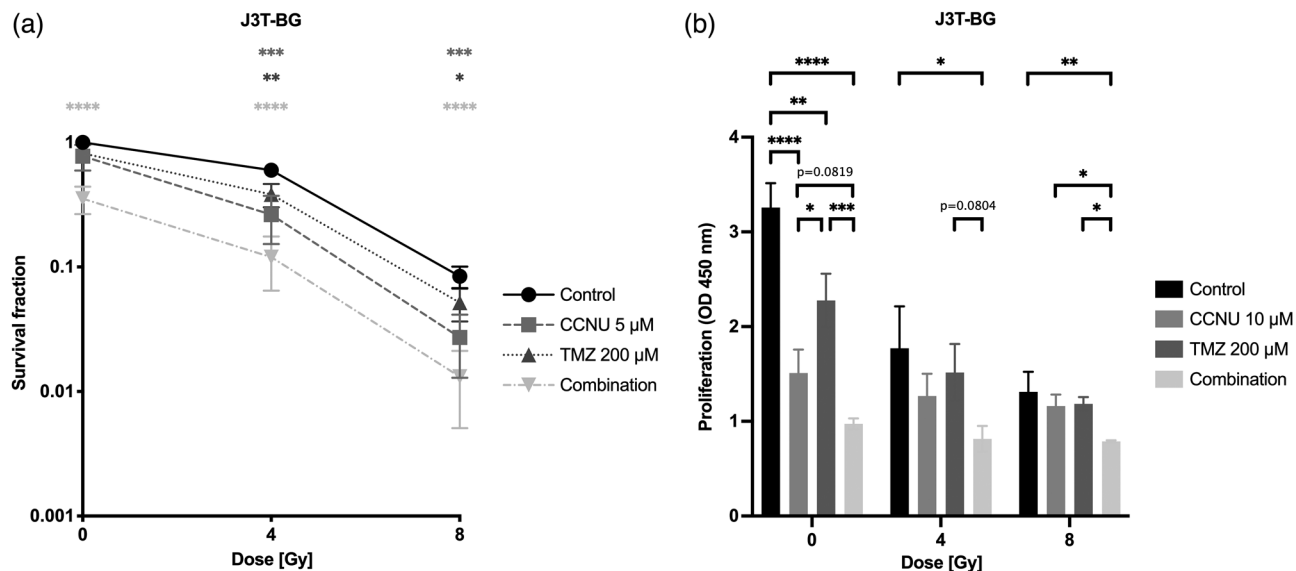 (a)
J3T-BG
*** ***
** *
**** **** ****
1
0.1
0.01
0.001
Survival fraction
0 4 8
Dose [Gy]
Control
CCNU 5 µM
TMZ 200 µM
Combination
(b)
J3T-BG
**** * **
**
****
p=0.0819
*
* ***
p=0.0804
*
4
3
2
1
0
Proliferation (OD 450 nm)
0 4 8
Dose [Gy]
Control
CCNU 10 µM
TMZ 200 µM
Combination